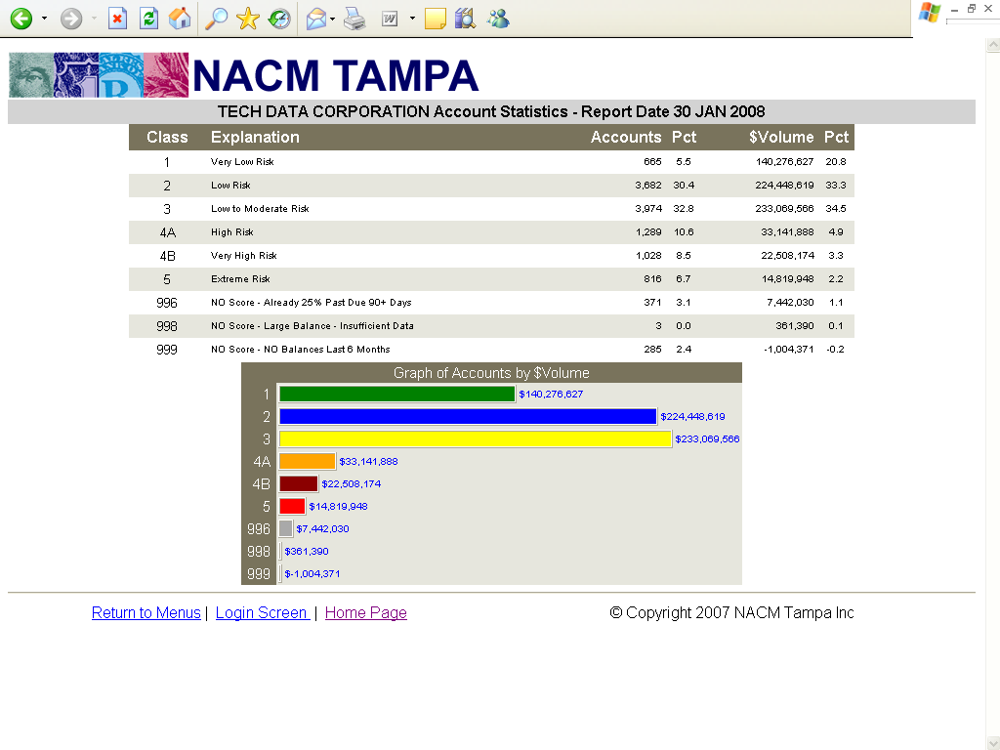 NACM TAMPA
TECH DATA CORPORATION Account Statistics - Report Date 30 JAN 2008
Class Explanation Accounts Pct $Volume Pct
1 Very Low Risk 665 5.5 140,276,627 20.8
2 Low Risk 3,682 30.4 224,448,619 33.3
3 Low to Moderate Risk 3,974 32.8 233,069,566 34.5
4A High Risk 1,289 10.6 33,141,888 4.9
4B Very High Risk 1,028 8.5 22,508,174 3.3
5 Extreme Risk 816 6.7 14,819,948 2.2
996 NO Score - Already 25% Past Due 90+ Days 371 3.1 7,442,030 1.1
998 NO Score - Large Balance - Insufficient Data 3 0.0 361,390 0.1
999 NO Score - NO Balances Last 6 Months 285 2.4 -1,004,371 -0.2
Graph of Accounts by $Volume
1 $140,276,627
2 $224,448,619
3 $233,069,566
4A $33,141,888
4B $22,508,174
5 $14,819,948
996 $7,442,030
998 $361,390
999 $-1,004,371
Return to Menus | Login Screen | Home Page © Copyright 2007 NACM Tampa Inc